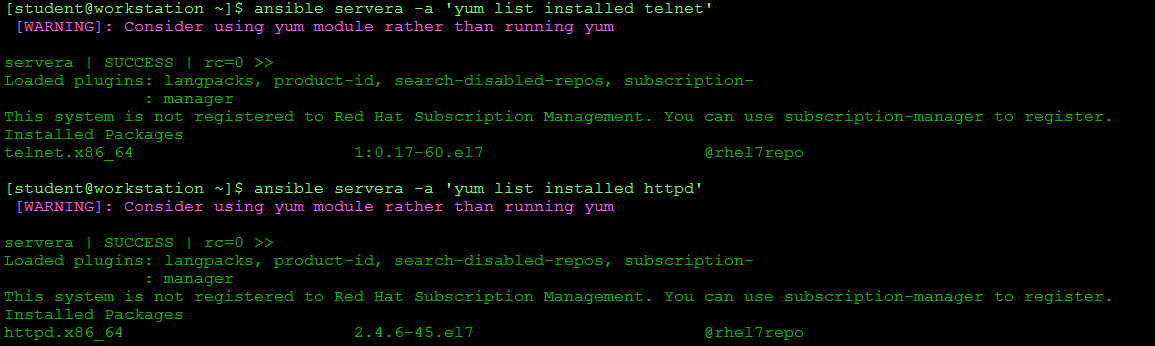 [student@workstation ~]$ ansible servera -a 'yum list installed telnet'
 [WARNING]: Consider using yum module rather than running yum

servera | SUCCESS | rc=0 >>
Loaded plugins: langpacks, product-id, search-disabled-repos, subscription-
              : manager
This system is not registered to Red Hat Subscription Management. You can use subscription-manager to register.
Installed Packages
telnet.x86_64                      1:0.17-60.el7                      @rhel7repo

[student@workstation ~]$ ansible servera -a 'yum list installed httpd'
 [WARNING]: Consider using yum module rather than running yum

servera | SUCCESS | rc=0 >>
Loaded plugins: langpacks, product-id, search-disabled-repos, subscription-
              : manager
This system is not registered to Red Hat Subscription Management. You can use subscription-manager to register.
Installed Packages
httpd.x86_64                       2.4.6-45.el7                       @rhel7repo